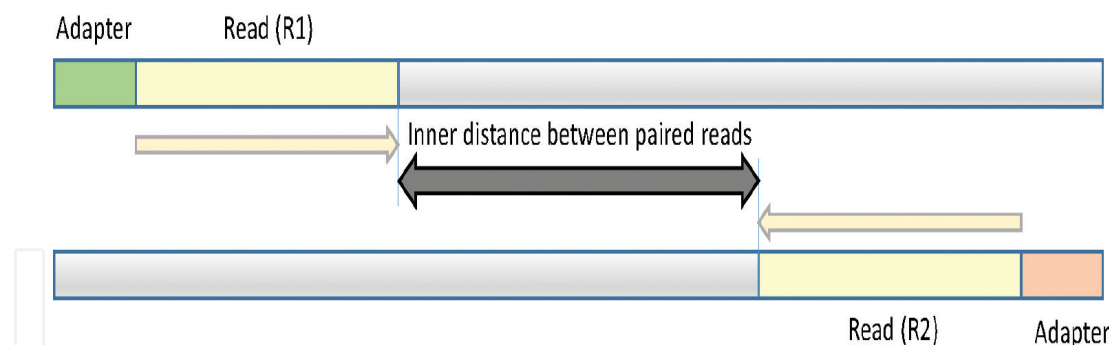 Adapter
Read (R1)
Inner distance between paired reads
Read (R2)
Adapter